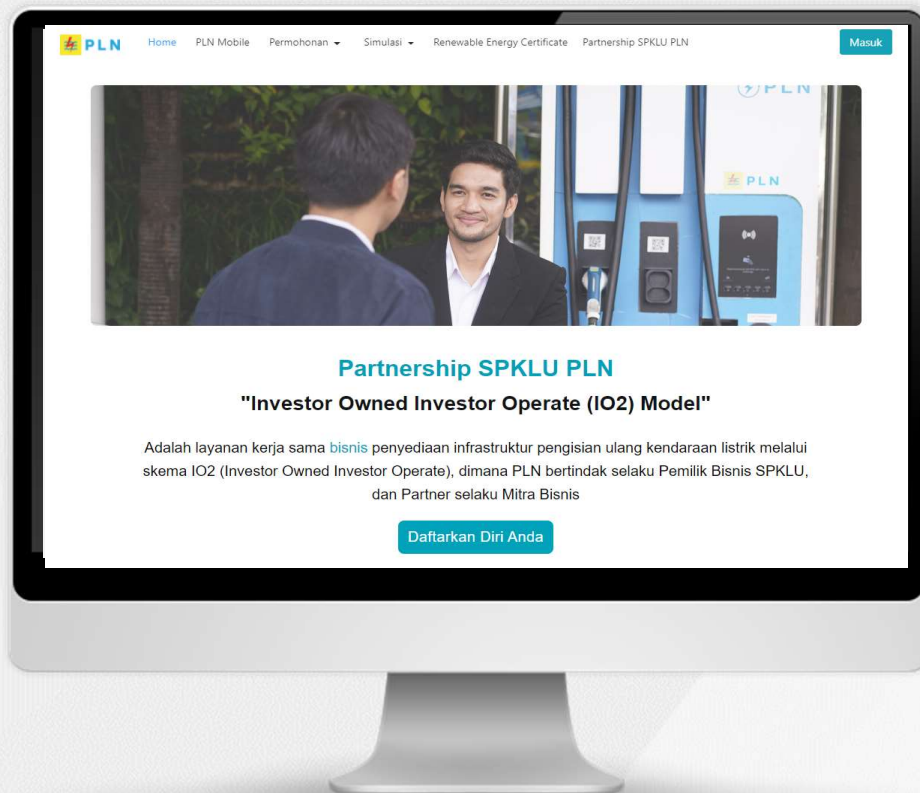 PLN
Home PLN Mobile Permohonan Simulasi Renewable Energy Certificate Partnership SPKLU PLN Masuk
PLN
PLN
Partnership SPKLU PLN
"Investor Owned Investor Operate (IO2) Model"
Adalah layanan kerja sama bisnis penyediaan infrastruktur pengisian ulang kendaraan listrik melalui
skema IO2 (Investor Owned Investor Operate), dimana PLN bertindak selaku Pemilik Bisnis SPKLU,
dan Partner selaku Mitra Bisnis
Daftarkan Diri Anda